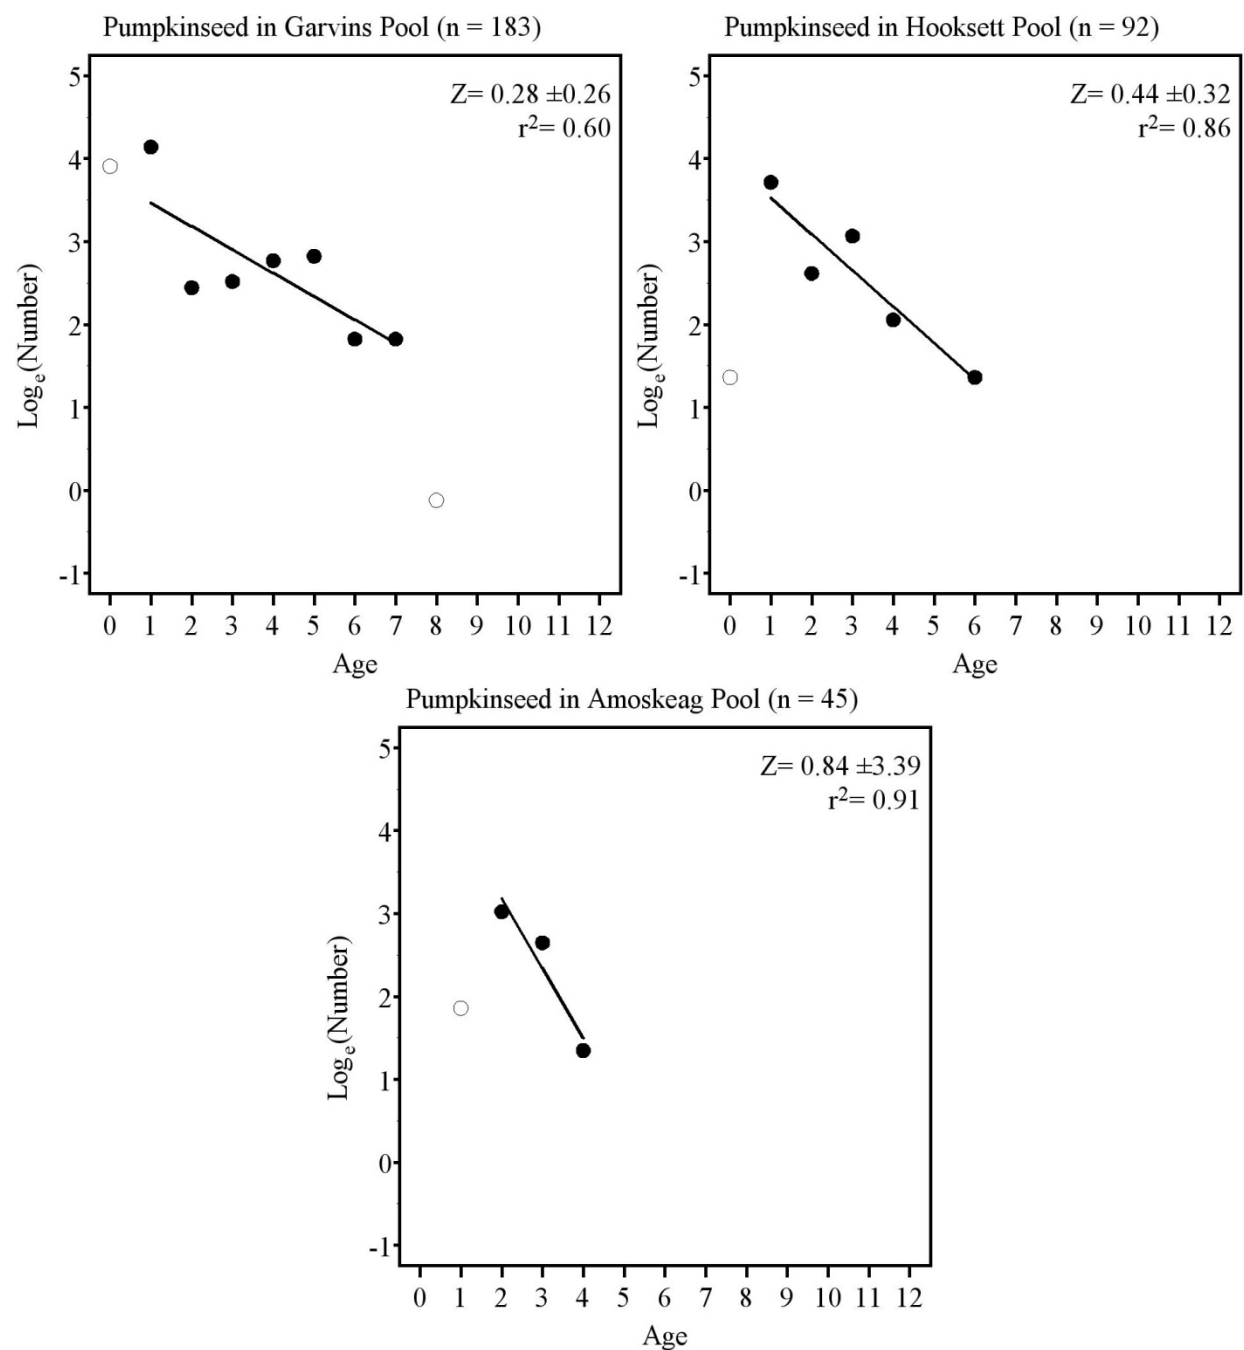 Pumpkinseed in Garvins Pool (n = 183)
Z= 0.28 ±0.26
r²= 0.60
5
4
3
2
1
0
-1
Logₑ(Number)
0 1 2 3 4 5 6 7 8 9 10 11 12
Age
Pumpkinseed in Hooksett Pool (n = 92)
Z= 0.44 ±0.32
r²= 0.86
5
4
3
2
1
0
-1
Logₑ(Number)
0 1 2 3 4 5 6 7 8 9 10 11 12
Age
Pumpkinseed in Amoskeag Pool (n = 45)
Z= 0.84 ±3.39
r²= 0.91
5
4
3
2
1
0
-1
Logₑ(Number)
0 1 2 3 4 5 6 7 8 9 10 11 12
Age